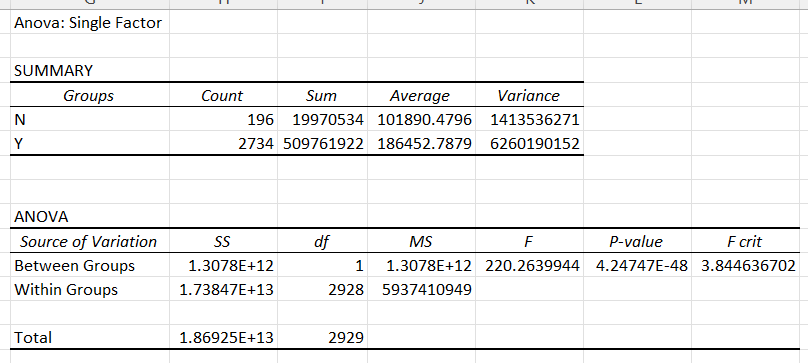 Anova: Single Factor
SUMMARY
Groups Count Sum Average Variance
N 196 19970534 101890.4796 1413536271
Y 2734 509761922 186452.7879 6260190152
ANOVA
Source of Variation SS df MS F P-value F crit
Between Groups 1.3078E+12 1 1.3078E+12 220.2639944 4.24747E-48 3.844636702
Within Groups 1.73847E+13 2928 5937410949
Total 1.86925E+13 2929